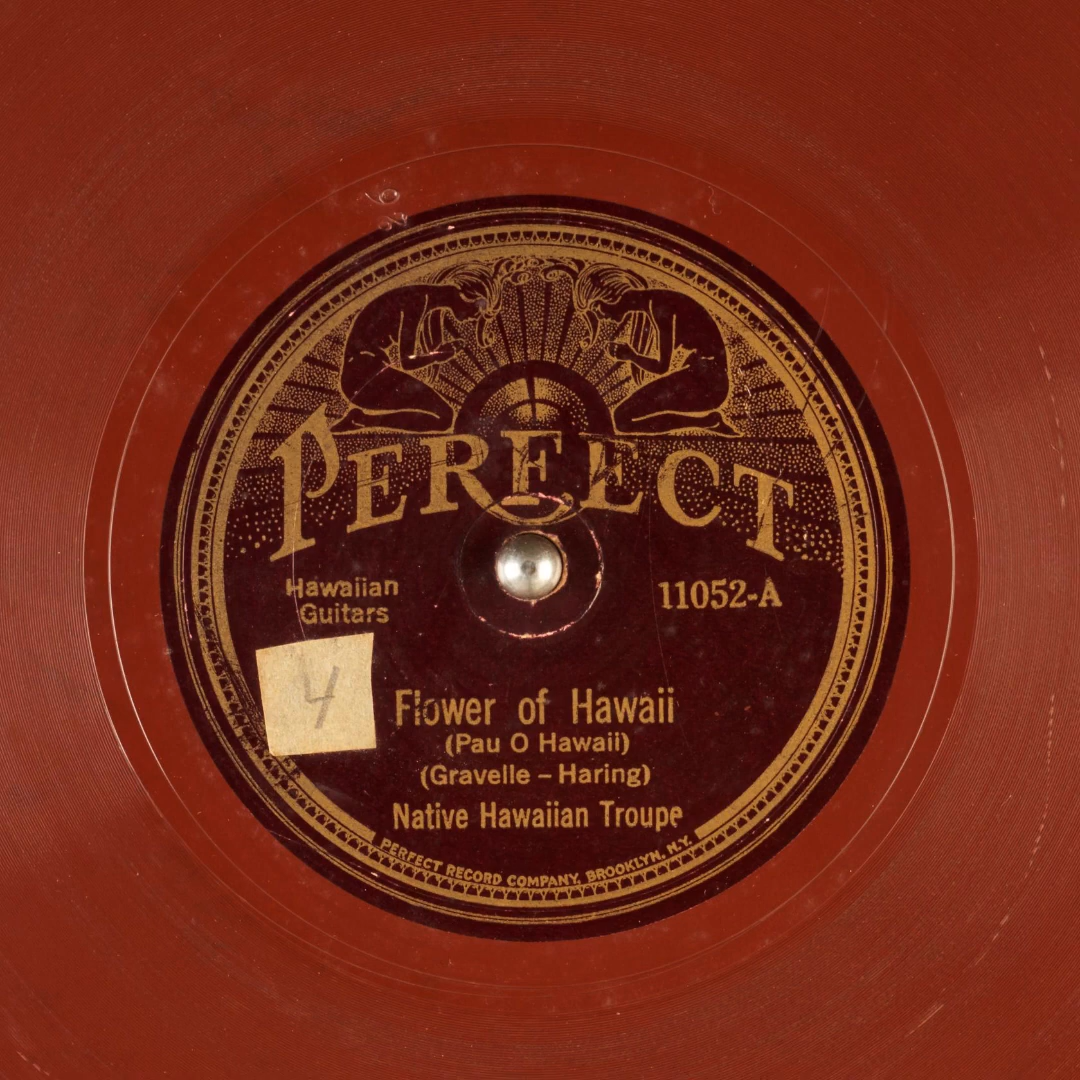 PERFECT
Hawaiian
Guitars
11052-A
4
Flower of Hawaii
(Pau O Hawaii)
(Gravelle – Haring)
Native Hawaiian Troupe
PERFECT RECORD COMPANY, BROOKLYN, N.Y.